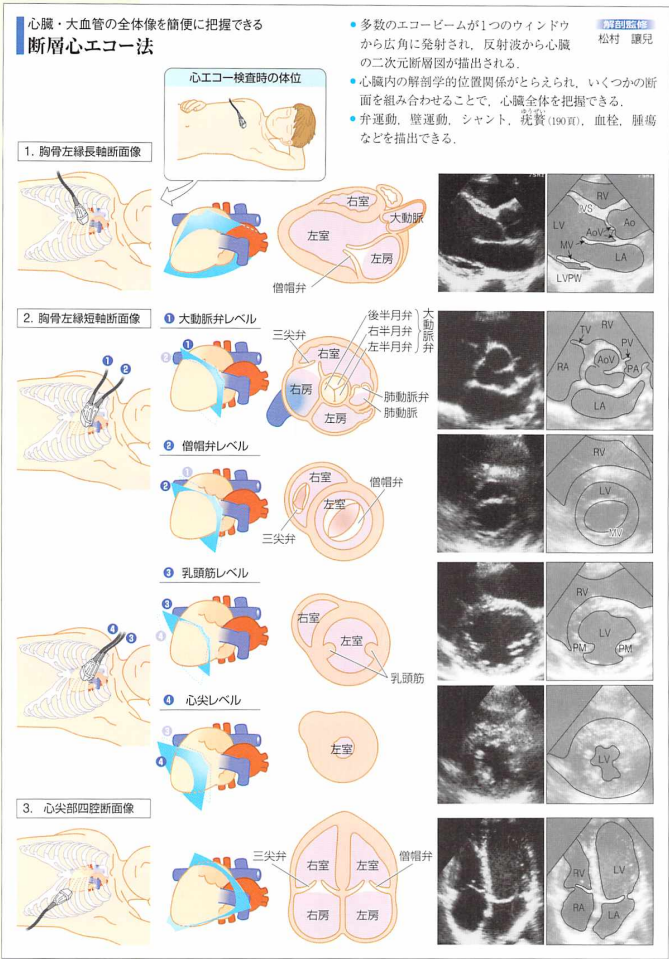 心臓・大血管の全体像を簡便に把握できる
断層心エコー法
● 多数のエコービームが1つのウィンドウ
から広角に発射され，反射波から心臓
の二次元断層図が描出される．
● 心臓内の解剖学的位置関係がとらえられ，いくつかの断
面を組み合わせることで，心臓全体を把握できる．
● 弁運動，壁運動，シャント，疣贅(190頁)，血栓，腫瘍
ゆうぜい
などを描出できる．
解剖監修
松村 讓兒
心エコー検査時の体位
1. 胸骨左縁長軸断面像
右室
大動脈
左室
左房
僧帽弁
RV
IVS
LV
Ao
AoV
MV
LA
LVPW
2. 胸骨左縁短軸断面像
❶ ❷
❶ 大動脈弁レベル
❶
❷
三尖弁
後半月弁
右半月弁
左半月弁
大動脈弁
右室
右房
左房
肺動脈弁
肺動脈
TV
RV
PV
RA
AoV
PA
LA
❷ 僧帽弁レベル
❶
❷
右室
僧帽弁
左室
三尖弁
RV
LV
MV
❸ 乳頭筋レベル
❸
❹
右室
左室
乳頭筋
RV
LV
PM
PM
❹ ❸
❹ 心尖レベル
❸
❹
左室
LV
3. 心尖部四腔断面像
三尖弁
右室
左室
僧帽弁
右房
左房
RV
LV
RA
LA